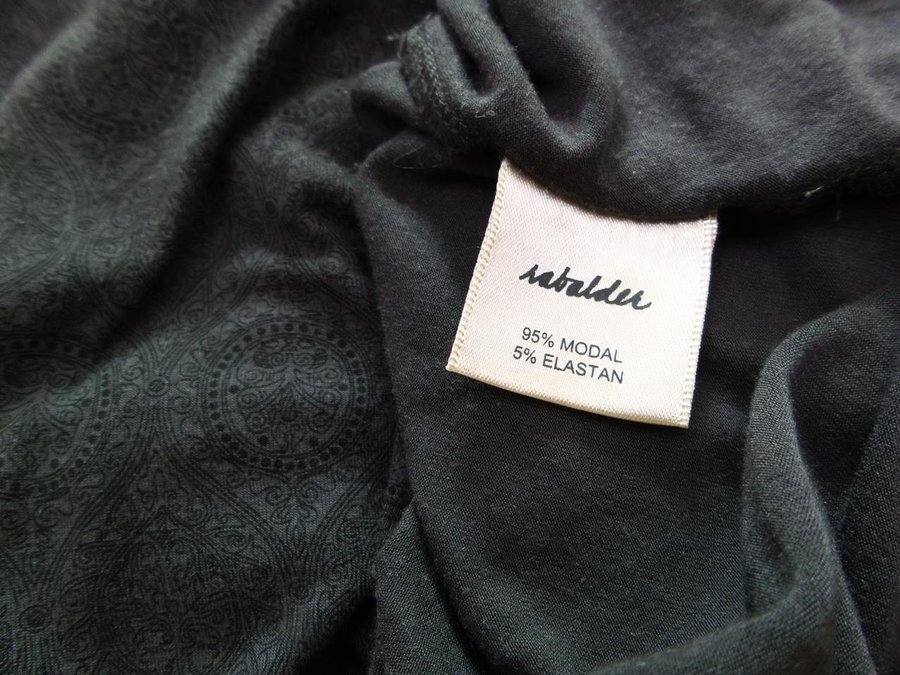 rabalder
95% MODAL
5% ELASTAN